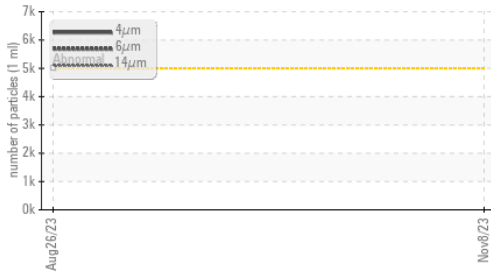 7k
6k
5k
4k
3k
2k
1k
0k
number of particles (1 ml)
4μm
6μm
Abnormal
14μm
Aug26/23
Nov8/23